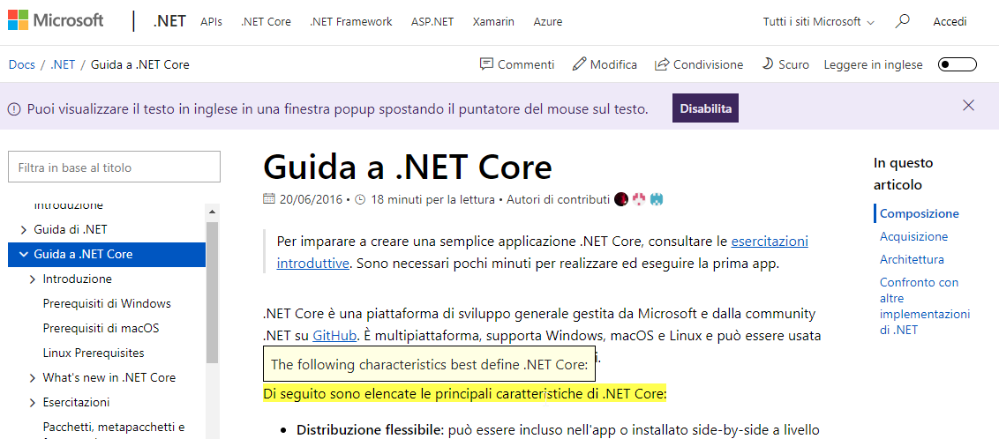 Microsoft .NET APIs .NET Core .NET Framework ASP.NET Xamarin Azure Tutti i siti Microsoft Accedi
Docs / .NET / Guida a .NET Core Commenti Modifica Condivisione Scuro Leggere in inglese
Puoi visualizzare il testo in inglese in una finestra popup spostando il puntatore del mouse sul testo. Disabilita
Filtra in base al titolo
Introduzione
Guida di .NET
Guida a .NET Core
Introduzione
Prerequisiti di Windows
Prerequisiti di macOS
Linux Prerequisites
What's new in .NET Core
Esercitazioni
Pacchetti, metapacchetti e
Guida a .NET Core
20/06/2016 • 18 minuti per la lettura • Autori di contributi
Per imparare a creare una semplice applicazione .NET Core, consultare le esercitazioni
introduttive. Sono necessari pochi minuti per realizzare ed eseguire la prima app.
.NET Core è una piattaforma di sviluppo generale gestita da Microsoft e dalla community
.NET su GitHub. È multipiattaforma, supporta Windows, macOS e Linux e può essere usata
The following characteristics best define .NET Core:
Di seguito sono elencate le principali caratteristiche di .NET Core:
• Distribuzione flessibile: può essere incluso nell'app o installato side-by-side a livello
In questo
articolo
Composizione
Acquisizione
Architettura
Confronto con
altre
implementazioni
di .NET